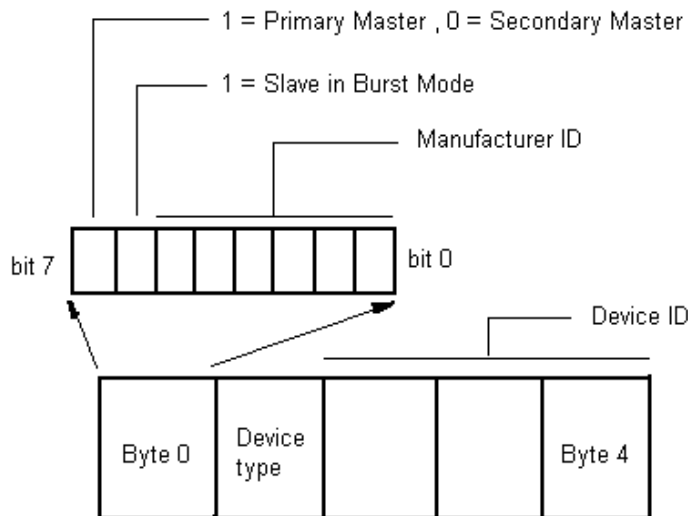 1 = Primary Master , 0 = Secondary Master
1 = Slave in Burst Mode
Manufacturer ID
bit 7
bit 0
Device ID
Byte 0
Device
type
Byte 4